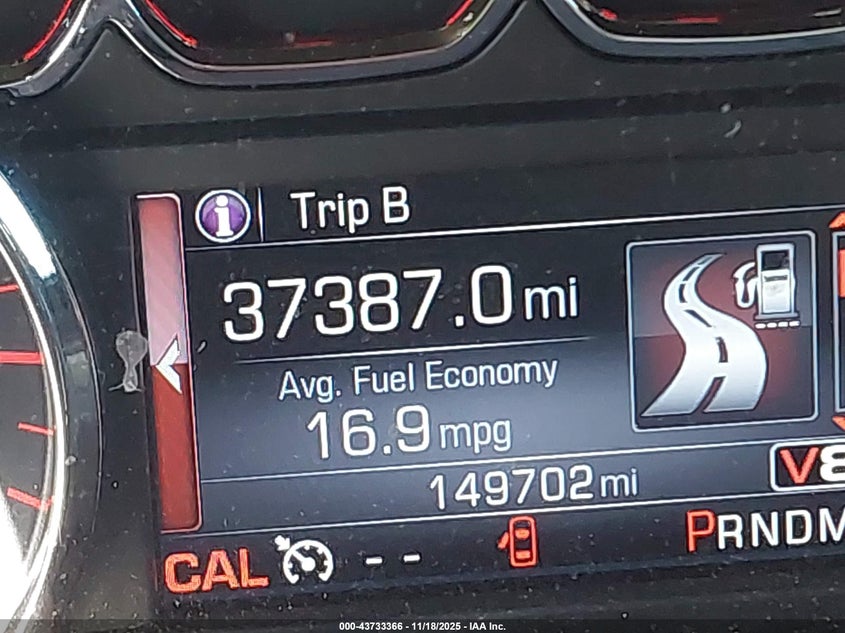 Trip B
37387.0 mi
Avg. Fuel Economy
16.9 mpg
149702 mi
V8
CAL -- PRNDM
000-43733366 - 11/18/2025 - IAA Inc.